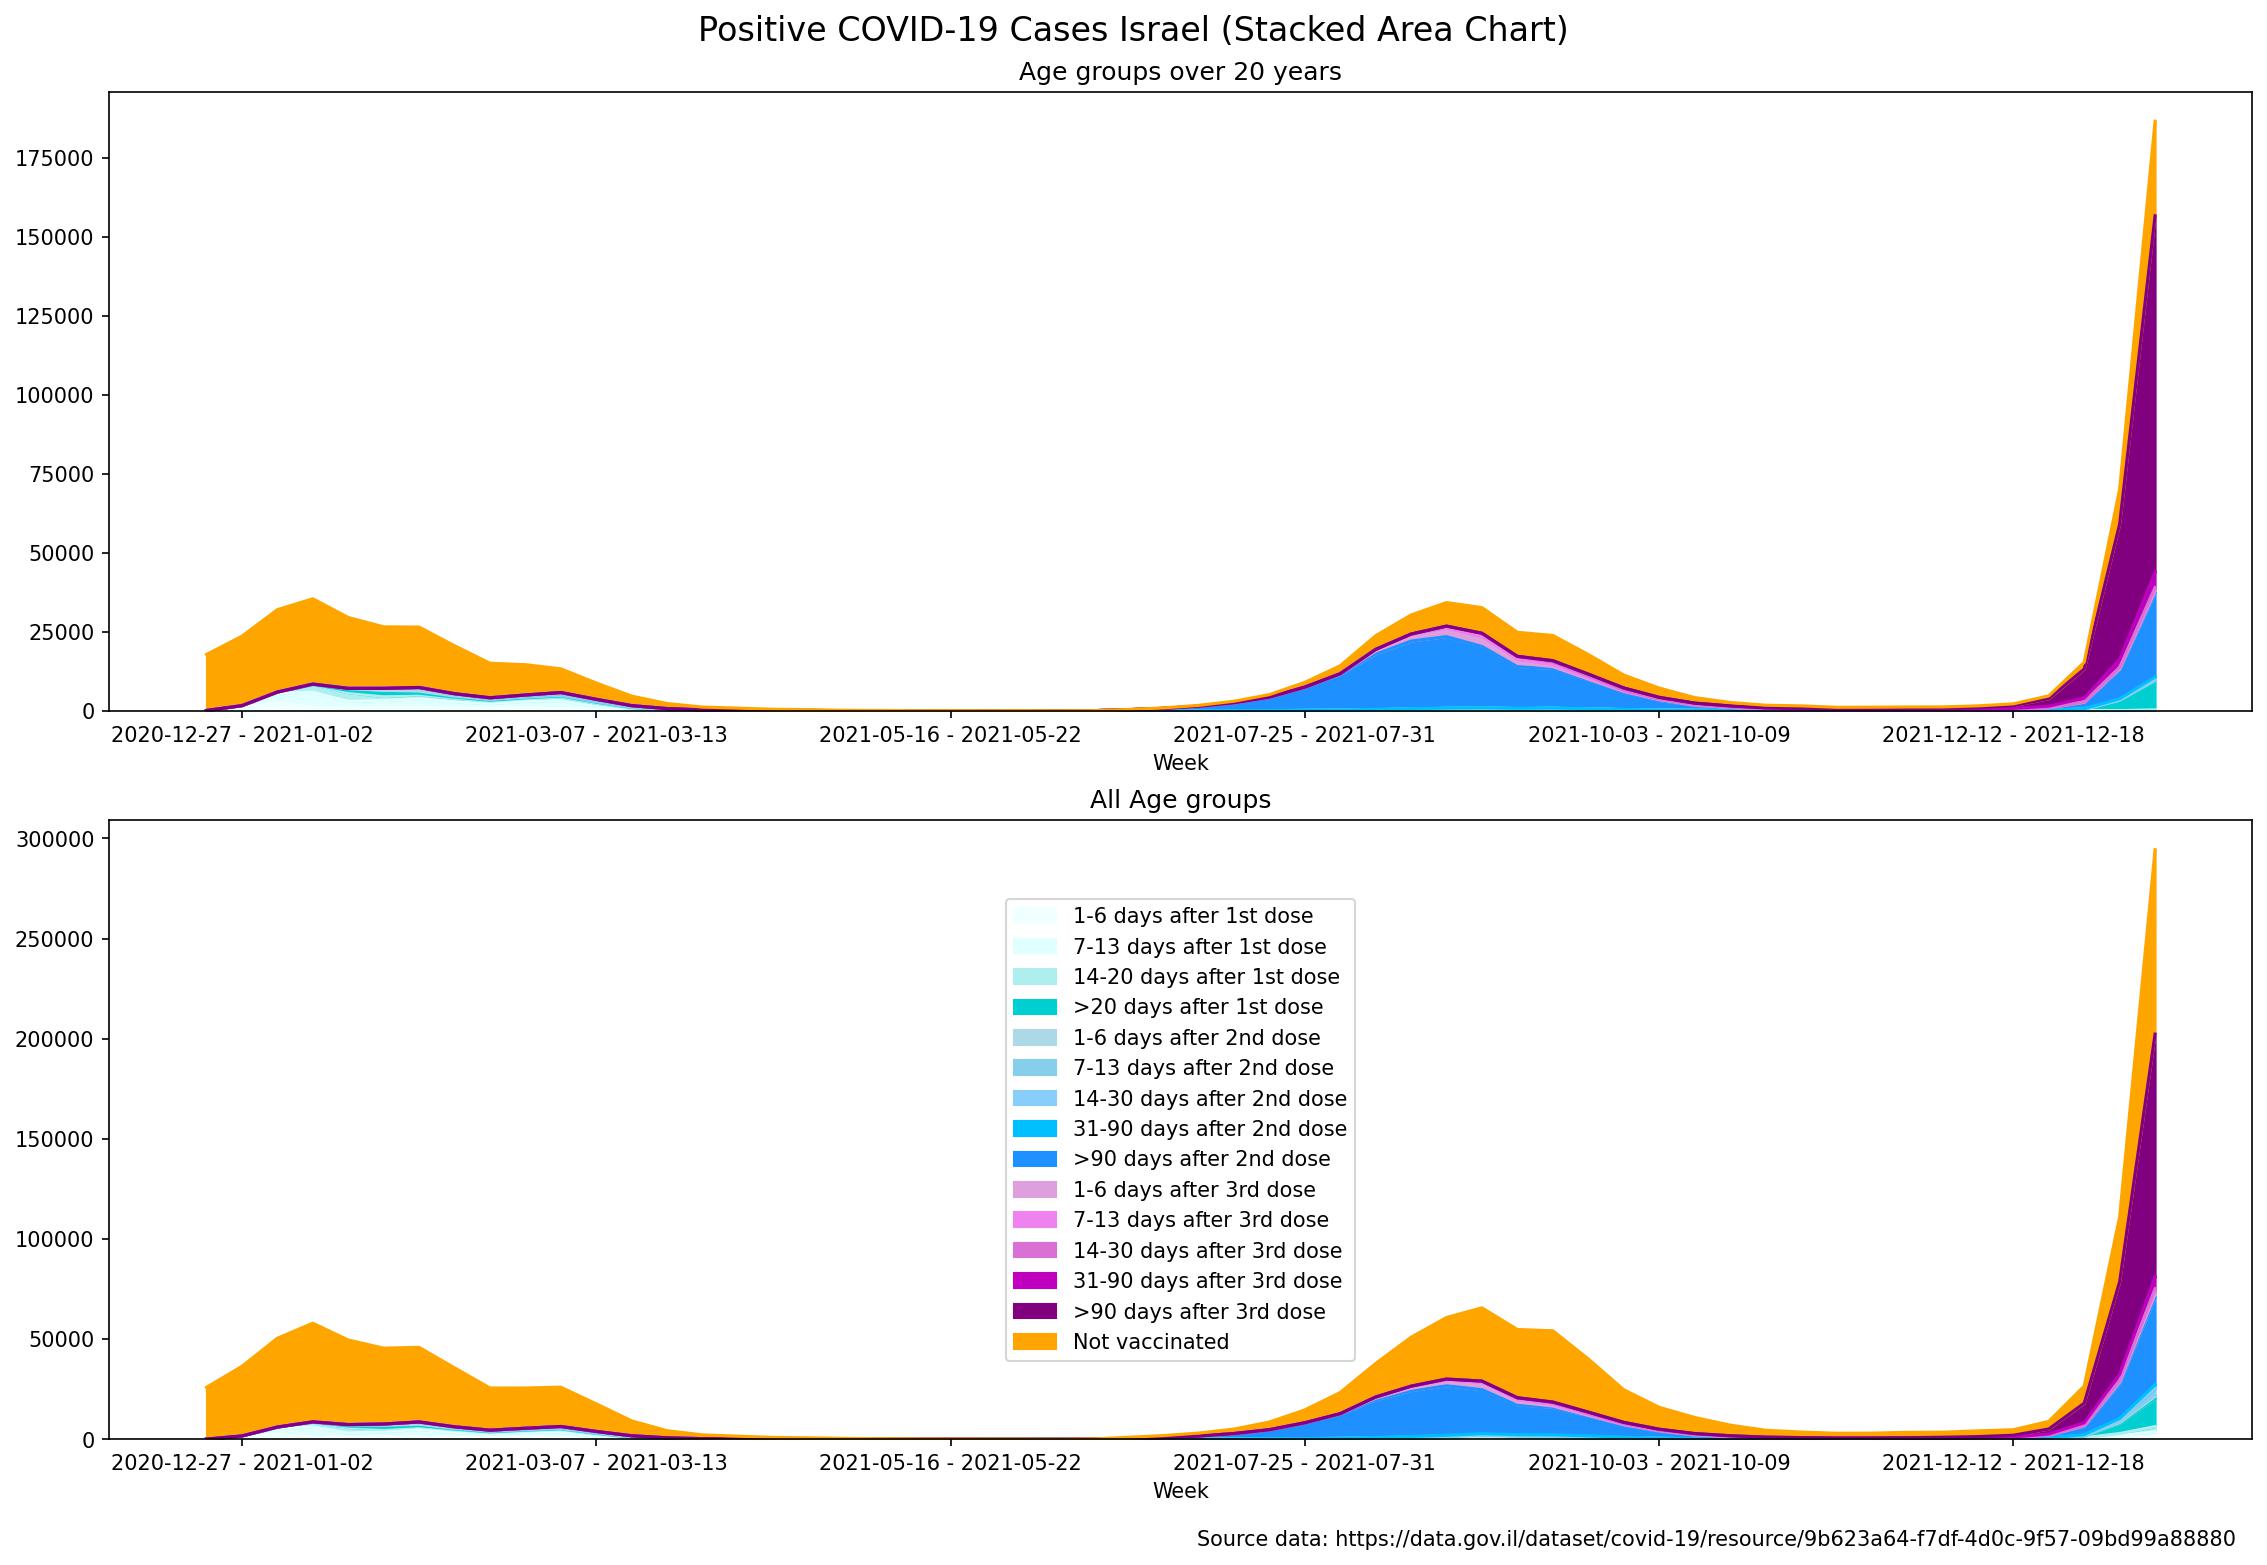 Positive COVID-19 Cases Israel (Stacked Area Chart)
Age groups over 20 years
175000
150000
125000
100000
75000
50000
25000
0
2020-12-27 - 2021-01-02
2021-03-07 - 2021-03-13
2021-05-16 - 2021-05-22
2021-07-25 - 2021-07-31
2021-10-03 - 2021-10-09
2021-12-12 - 2021-12-18
Week
All Age groups
300000
250000
200000
150000
100000
50000
0
1-6 days after 1st dose
7-13 days after 1st dose
14-20 days after 1st dose
>20 days after 1st dose
1-6 days after 2nd dose
7-13 days after 2nd dose
14-30 days after 2nd dose
31-90 days after 2nd dose
>90 days after 2nd dose
1-6 days after 3rd dose
7-13 days after 3rd dose
14-30 days after 3rd dose
31-90 days after 3rd dose
>90 days after 3rd dose
Not vaccinated
2020-12-27 - 2021-01-02
2021-03-07 - 2021-03-13
2021-05-16 - 2021-05-22
2021-07-25 - 2021-07-31
2021-10-03 - 2021-10-09
2021-12-12 - 2021-12-18
Week
Source data: https://data.gov.il/dataset/covid-19/resource/9b623a64-f7df-4d0c-9f57-09bd99a88880